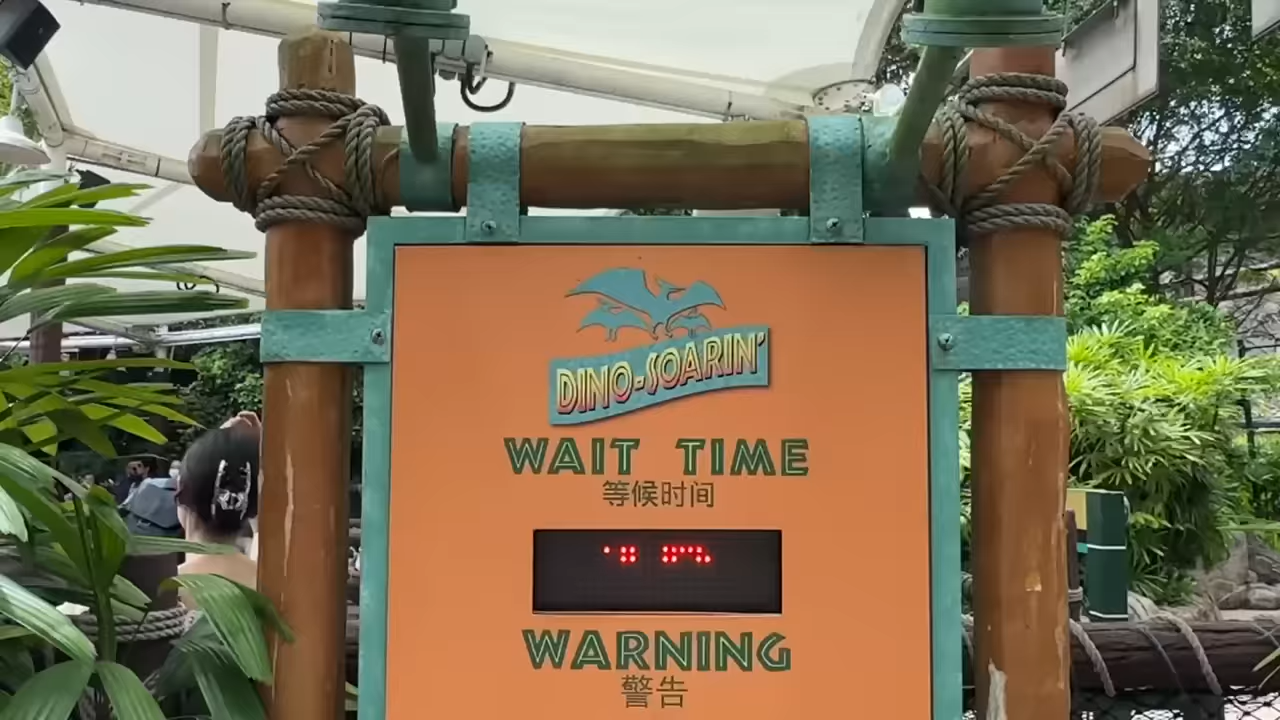 DINO-SOARIN'
WAIT TIME
等候时间
WARNING
警告